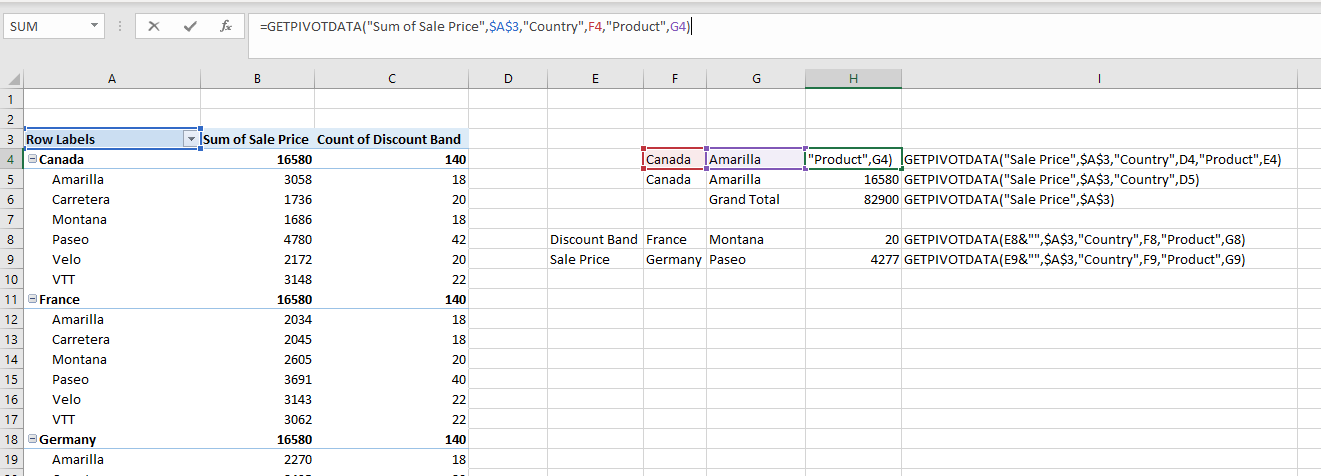 SUM =GETPIVOTDATA("Sum of Sale Price",$A$3,"Country",F4,"Product",G4)
A B C D E F G H I
1
2
3 Row Labels Sum of Sale Price Count of Discount Band
4 Canada 16580 140 Canada Amarilla "Product",G4) GETPIVOTDATA("Sale Price",$A$3,"Country",D4,"Product",E4)
5 Amarilla 3058 18 Canada Amarilla 16580 GETPIVOTDATA("Sale Price",$A$3,"Country",D5)
6 Carretera 1736 20 Grand Total 82900 GETPIVOTDATA("Sale Price",$A$3)
7 Montana 1686 18
8 Paseo 4780 42 Discount Band France Montana 20 GETPIVOTDATA(E8&"",$A$3,"Country",F8,"Product",G8)
9 Velo 2172 20 Sale Price Germany Paseo 4277 GETPIVOTDATA(E9&"",$A$3,"Country",F9,"Product",G9)
10 VTT 3148 22
11 France 16580 140
12 Amarilla 2034 18
13 Carretera 2045 18
14 Montana 2605 20
15 Paseo 3691 40
16 Velo 3143 22
17 VTT 3062 22
18 Germany 16580 140
19 Amarilla 2270 18